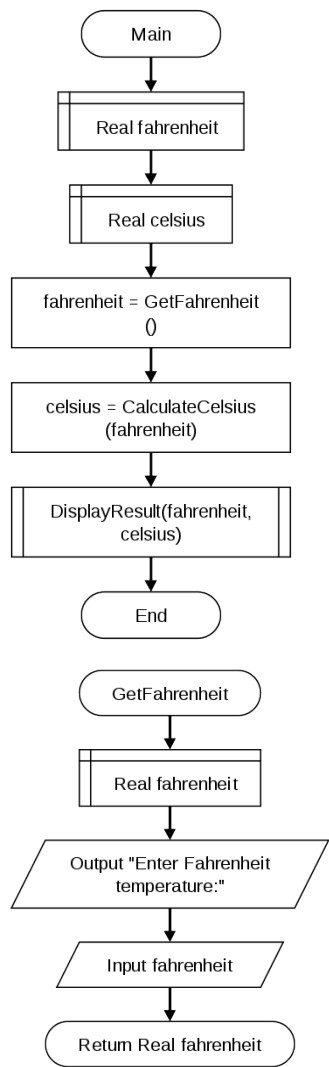 Main
Real fahrenheit
Real celsius
fahrenheit = GetFahrenheit
()
celsius = CalculateCelsius
(fahrenheit)
DisplayResult(fahrenheit,
celsius)
End
GetFahrenheit
Real fahrenheit
Output "Enter Fahrenheit
temperature:"
Input fahrenheit
Return Real fahrenheit